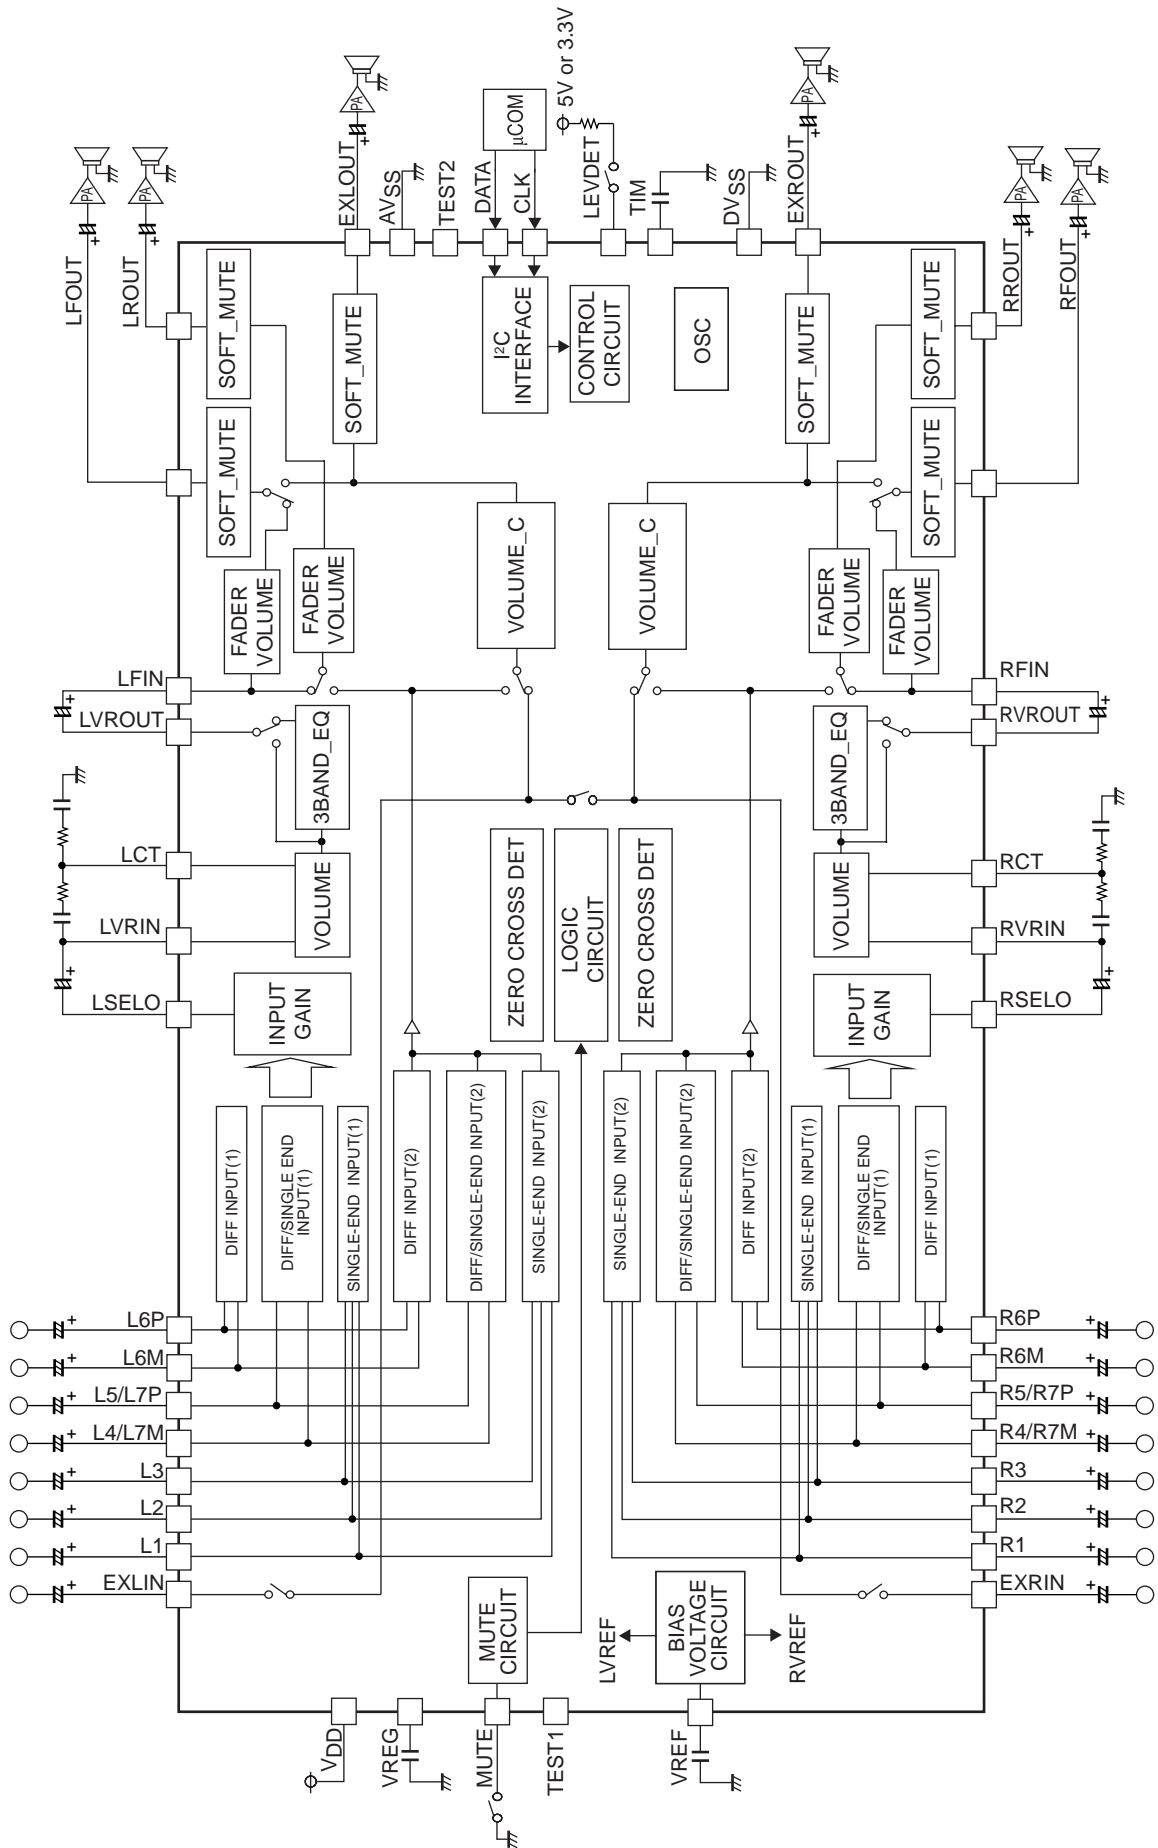 PA
PA
PA
PA
PA
PA
LFOUT
LROUT
EXLOUT
AVSS
TEST2
DATA
μCOM
CLK
5V or 3.3V
LEVDET
TIM
DVSS
EXROUT
RROUT
RFOUT
SOFT_MUTE
SOFT_MUTE
SOFT_MUTE
I2C
INTERFACE
CONTROL
CIRCUIT
OSC
SOFT_MUTE
SOFT_MUTE
SOFT_MUTE
FADER
VOLUME
FADER
VOLUME
VOLUME_C
VOLUME_C
FADER
VOLUME
FADER
VOLUME
LFIN
LVROUT
3BAND_EQ
3BAND_EQ
RFIN
RVROUT
LCT
LVRIN
LSELO
VOLUME
INPUT
GAIN
ZERO CROSS DET
LOGIC
CIRCUIT
ZERO CROSS DET
VOLUME
INPUT
GAIN
RCT
RVRIN
RSELO
DIFF INPUT(1)
DIFF/SINGLE END
INPUT(1)
SINGLE-END INPUT(1)
DIFF INPUT(2)
DIFF/SINGLE-END INPUT(2)
SINGLE-END INPUT(2)
SINGLE-END INPUT(2)
DIFF/SINGLE-END INPUT(2)
DIFF INPUT(2)
SINGLE-END INPUT(1)
DIFF/SINGLE END
INPUT(1)
DIFF INPUT(1)
L6P
L6M
L5/L7P
L4/L7M
L3
L2
L1
EXLIN
R6P
R6M
R5/R7P
R4/R7M
R3
R2
R1
EXRIN
MUTE
CIRCUIT
LVREF
BIAS
VOLTAGE
CIRCUIT
RVREF
VDD
VREG
MUTE
TEST1
VREF